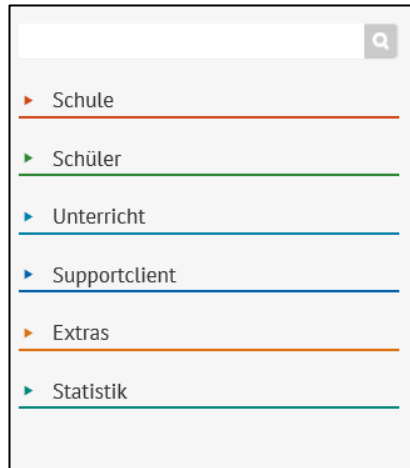 Schule
Schüler
Unterricht
Supportclient
Extras
Statistik